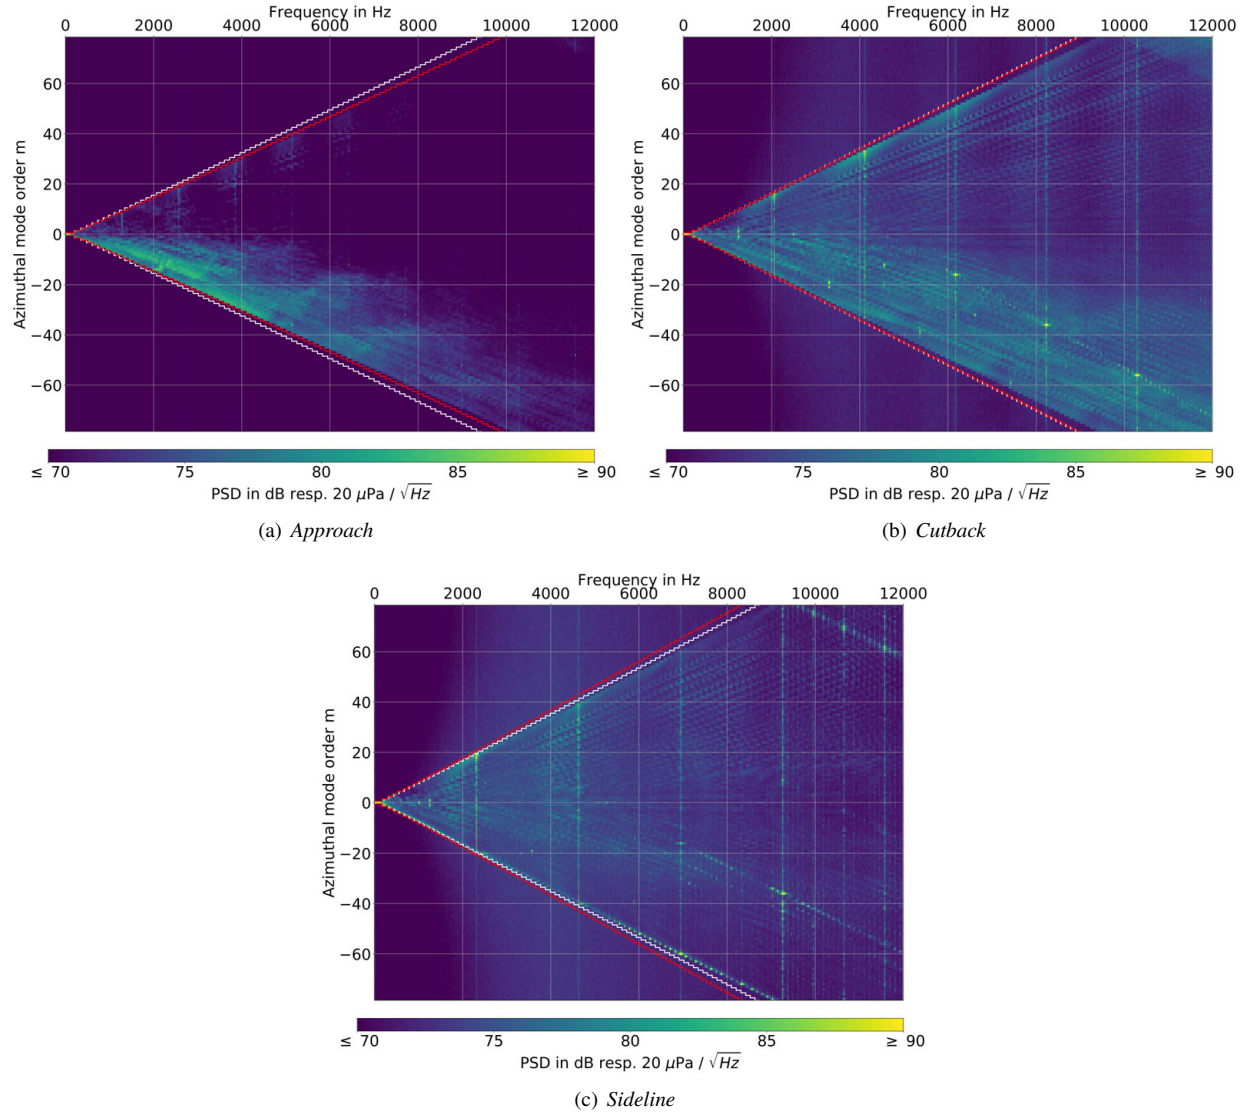 Frequency in Hz
0 2000 4000 6000 8000 10000 12000
Azimuthal mode order m
60
40
20
0
−20
−40
−60
≤ 70 75 80 85 ≥ 90
PSD in dB resp. 20 μPa / √Hz
(a) Approach
Frequency in Hz
0 2000 4000 6000 8000 10000 12000
Azimuthal mode order m
60
40
20
0
−20
−40
−60
≤ 70 75 80 85 ≥ 90
PSD in dB resp. 20 μPa / √Hz
(b) Cutback
Frequency in Hz
0 2000 4000 6000 8000 10000 12000
Azimuthal mode order m
60
40
20
0
−20
−40
−60
≤ 70 75 80 85 ≥ 90
PSD in dB resp. 20 μPa / √Hz
(c) Sideline